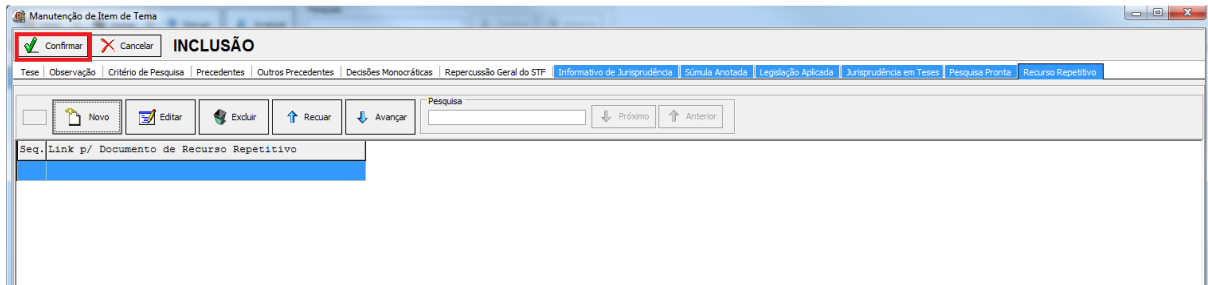 Manutenção de Item de Tema
Confirmar Cancelar INCLUSÃO
Tese Observação Critério de Pesquisa Precedentes Outros Precedentes Decisões Monocráticas Repercussão Geral do STF Informativo de Jurisprudência Súmula Anotada Legislação Aplicada Jurisprudência em Teses Pesquisa Pronta Recurso Repetitivo
Pesquisa
Novo Editar Excluir Recuar Avançar Próximo Anterior
Seq. Link p/ Documento de Recurso Repetitivo